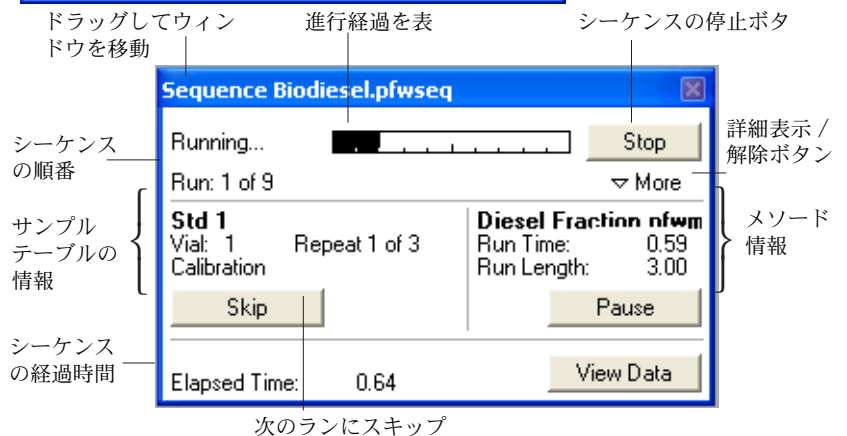 ドラッグしてウィン
ドウを移動
進行経過を表
シーケンスの停止ボタ
Sequence Biodiesel.pfwseq
シーケンス
の順番
Running...
Stop
詳細表示 /
解除ボタン
Run: 1 of 9
More
サンプル
テーブルの
情報
Std 1
Vial: 1 Repeat 1 of 3
Calibration
Skip
Diesel Fraction.pfwm
Run Time: 0.59
Run Length: 3.00
Pause
メソード
情報
シーケンス
の経過時間
Elapsed Time: 0.64
View Data
次のランにスキップ